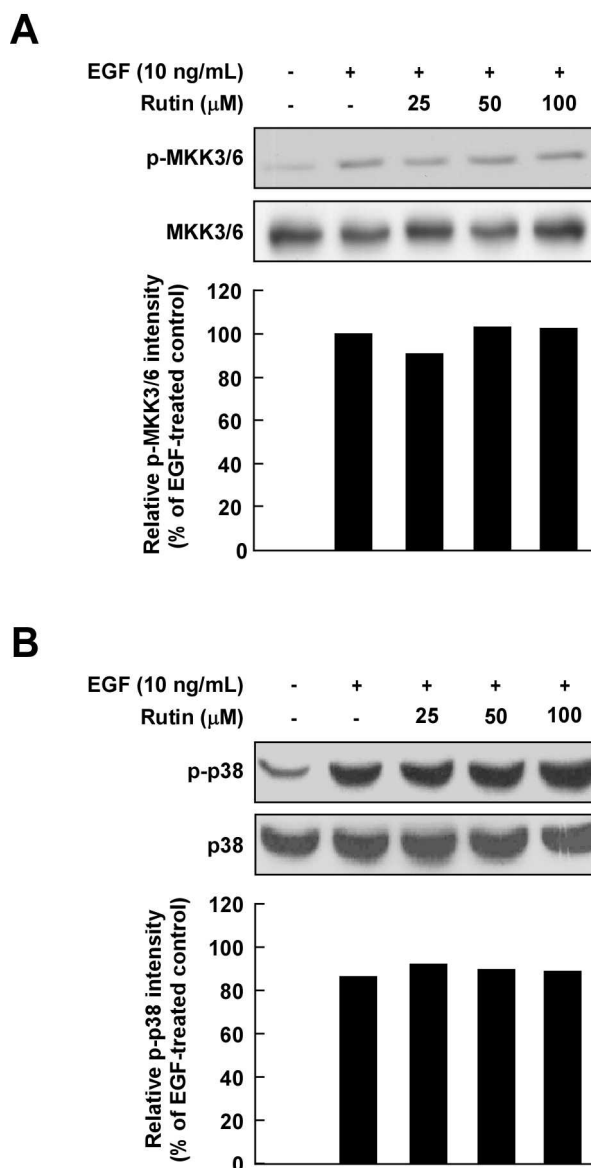 A
EGF (10 ng/mL) - + + + +
Rutin (μM) - - 25 50 100
p-MKK3/6
MKK3/6
Relative p-MKK3/6 intensity
(% of EGF-treated control)
120
100
80
60
40
20
0
B
EGF (10 ng/mL) - + + + +
Rutin (μM) - - 25 50 100
p-p38
p38
Relative p-p38 intensity
(% of EGF-treated control)
120
100
80
60
40
20
0